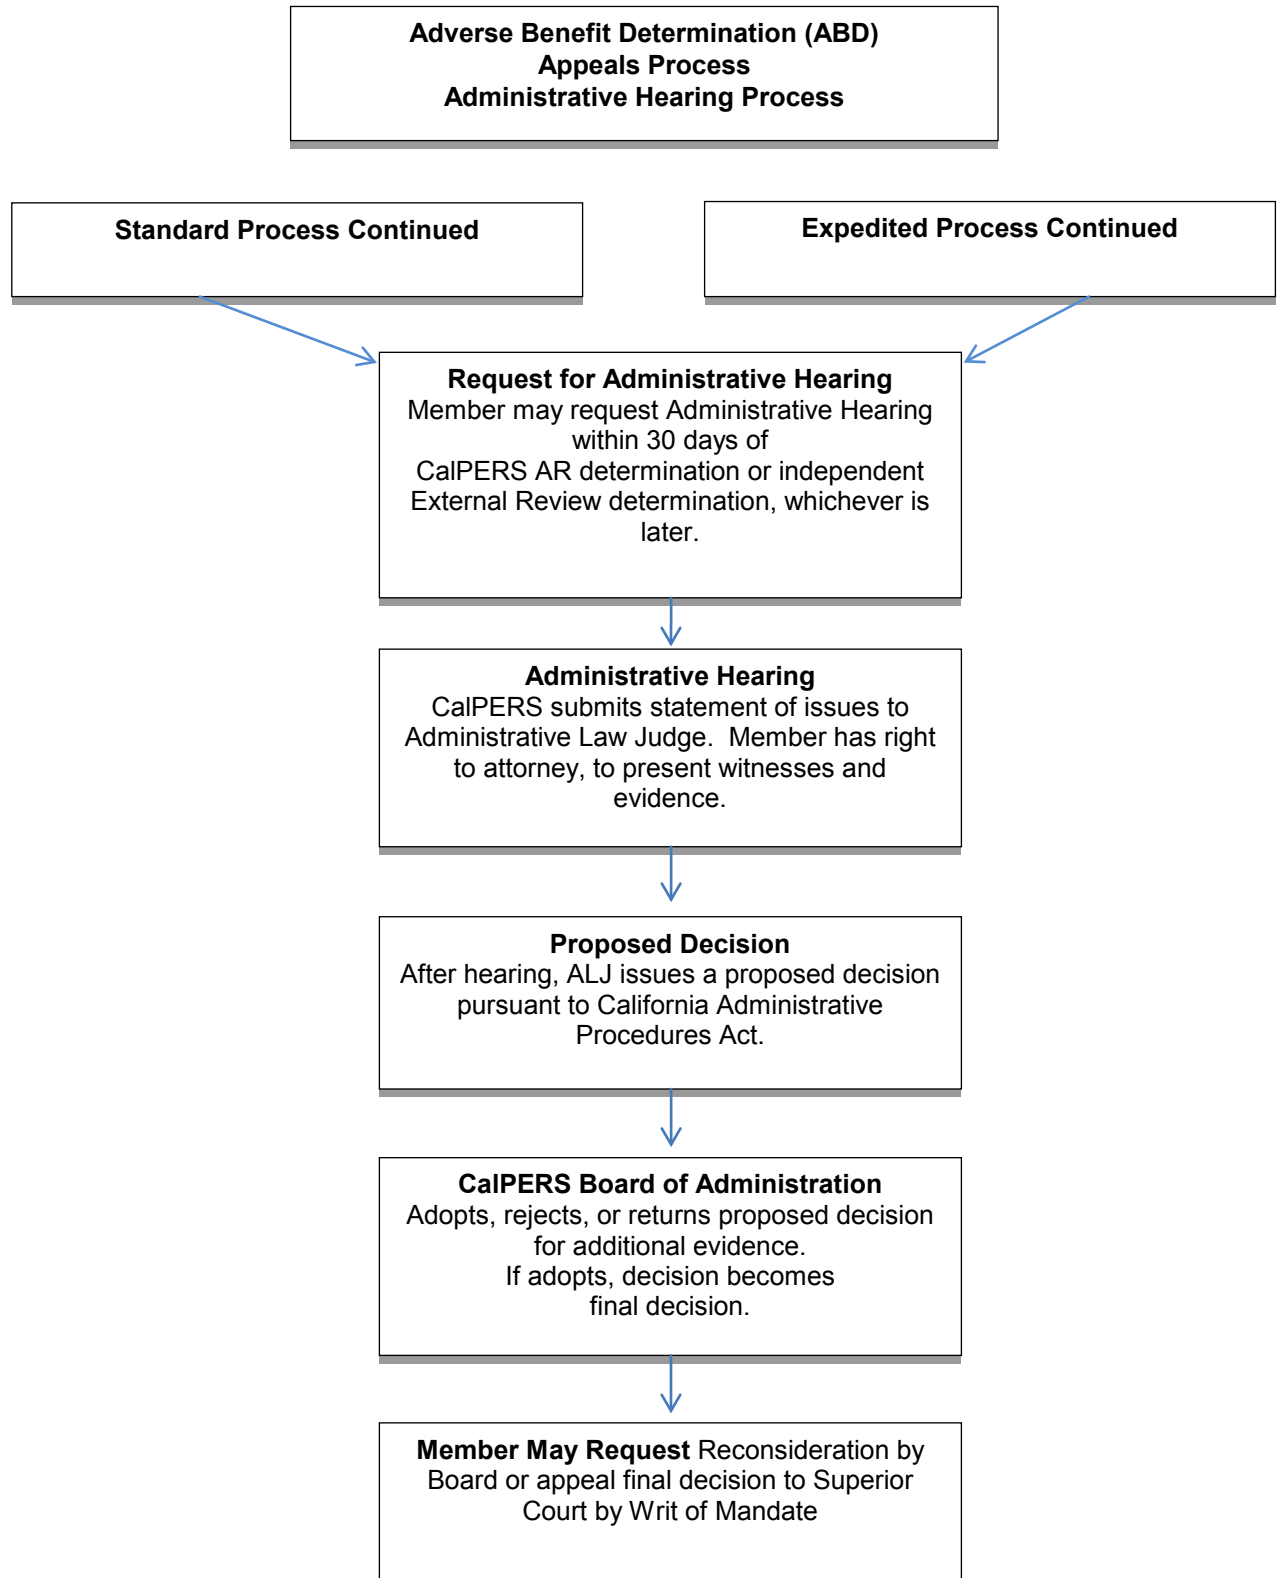 Adverse Benefit Determination (ABD)
Appeals Process
Administrative Hearing Process
Standard Process Continued
Expedited Process Continued
Request for Administrative Hearing
Member may request Administrative Hearing
within 30 days of
CalPERS AR determination or independent
External Review determination, whichever is
later.
Administrative Hearing
CalPERS submits statement of issues to
Administrative Law Judge.  Member has right
to attorney, to present witnesses and
evidence.
Proposed Decision
After hearing, ALJ issues a proposed decision
pursuant to California Administrative
Procedures Act.
CalPERS Board of Administration
Adopts, rejects, or returns proposed decision
for additional evidence.
If adopts, decision becomes
final decision.
Member May Request Reconsideration by
Board or appeal final decision to Superior
Court by Writ of Mandate